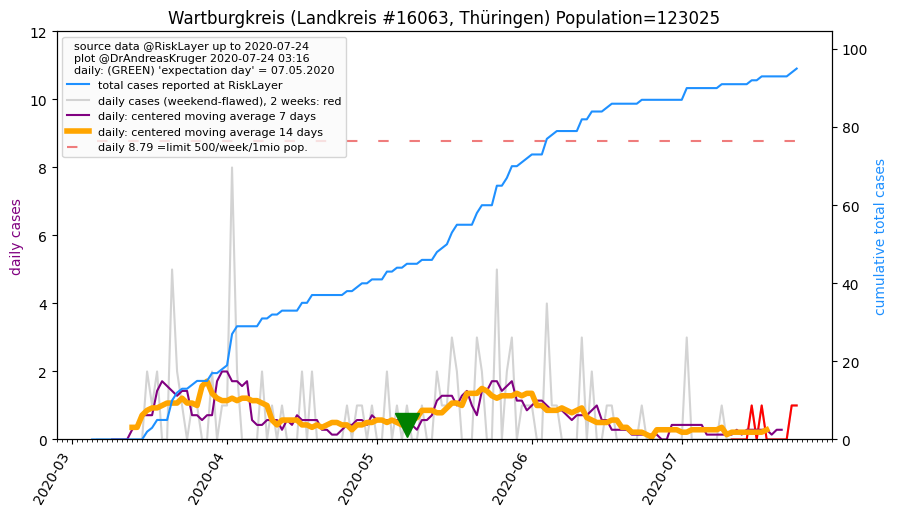 Wartburgkreis (Landkreis #16063, Thüringen) Population=123025
source data @RiskLayer up to 2020-07-24
plot @DrAndreasKruger 2020-07-24 03:16
daily: (GREEN) 'expectation day' = 07.05.2020
total cases reported at RiskLayer
daily cases (weekend-flawed), 2 weeks: red
daily: centered moving average 7 days
daily: centered moving average 14 days
daily 8.79 =limit 500/week/1mio pop.
daily cases
12
10
8
6
4
2
0
100
80
60
40
20
0
cumulative total cases
2020-03
2020-04
2020-05
2020-06
2020-07